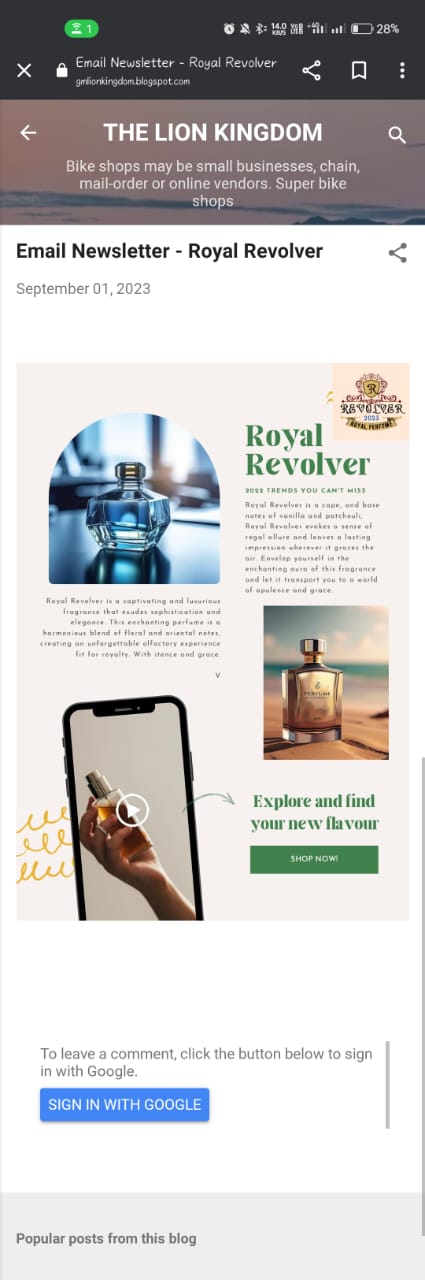 1
14.0 KB/S
28%
Email Newsletter - Royal Revolver
gmlionkingdom.blogspot.com
THE LION KINGDOM
Bike shops may be small businesses, chain,
mail-order or online vendors. Super bike
shops
Email Newsletter - Royal Revolver
September 01, 2023
R
REVOLVER
2023
ROYAL PERFUME
Royal
Revolver
2022 TRENDS YOU CAN'T MISS
Royal Revolver is a cape, and base
notes of vanilla and patchouli,
Royal Revolver evokes a sense of
regal allure and leaves a lasting
impression wherever it graces the
air. Envelop yourself in the
enchanting aura of this fragrance
and let it transport you to a world
of opulence and grace.
Royal Revolver is a captivating and luxurious
fragrance that exudes sophistication and
elegance. This enchanting perfume is a
harmonious blend of floral and oriental notes,
creating an unforgettable olfactory experience
fit for royalty. With itence and grace.
V
PERFUME
Explore and find
your new flavour
SHOP NOW!
To leave a comment, click the button below to sign
in with Google.
SIGN IN WITH GOOGLE
Popular posts from this blog